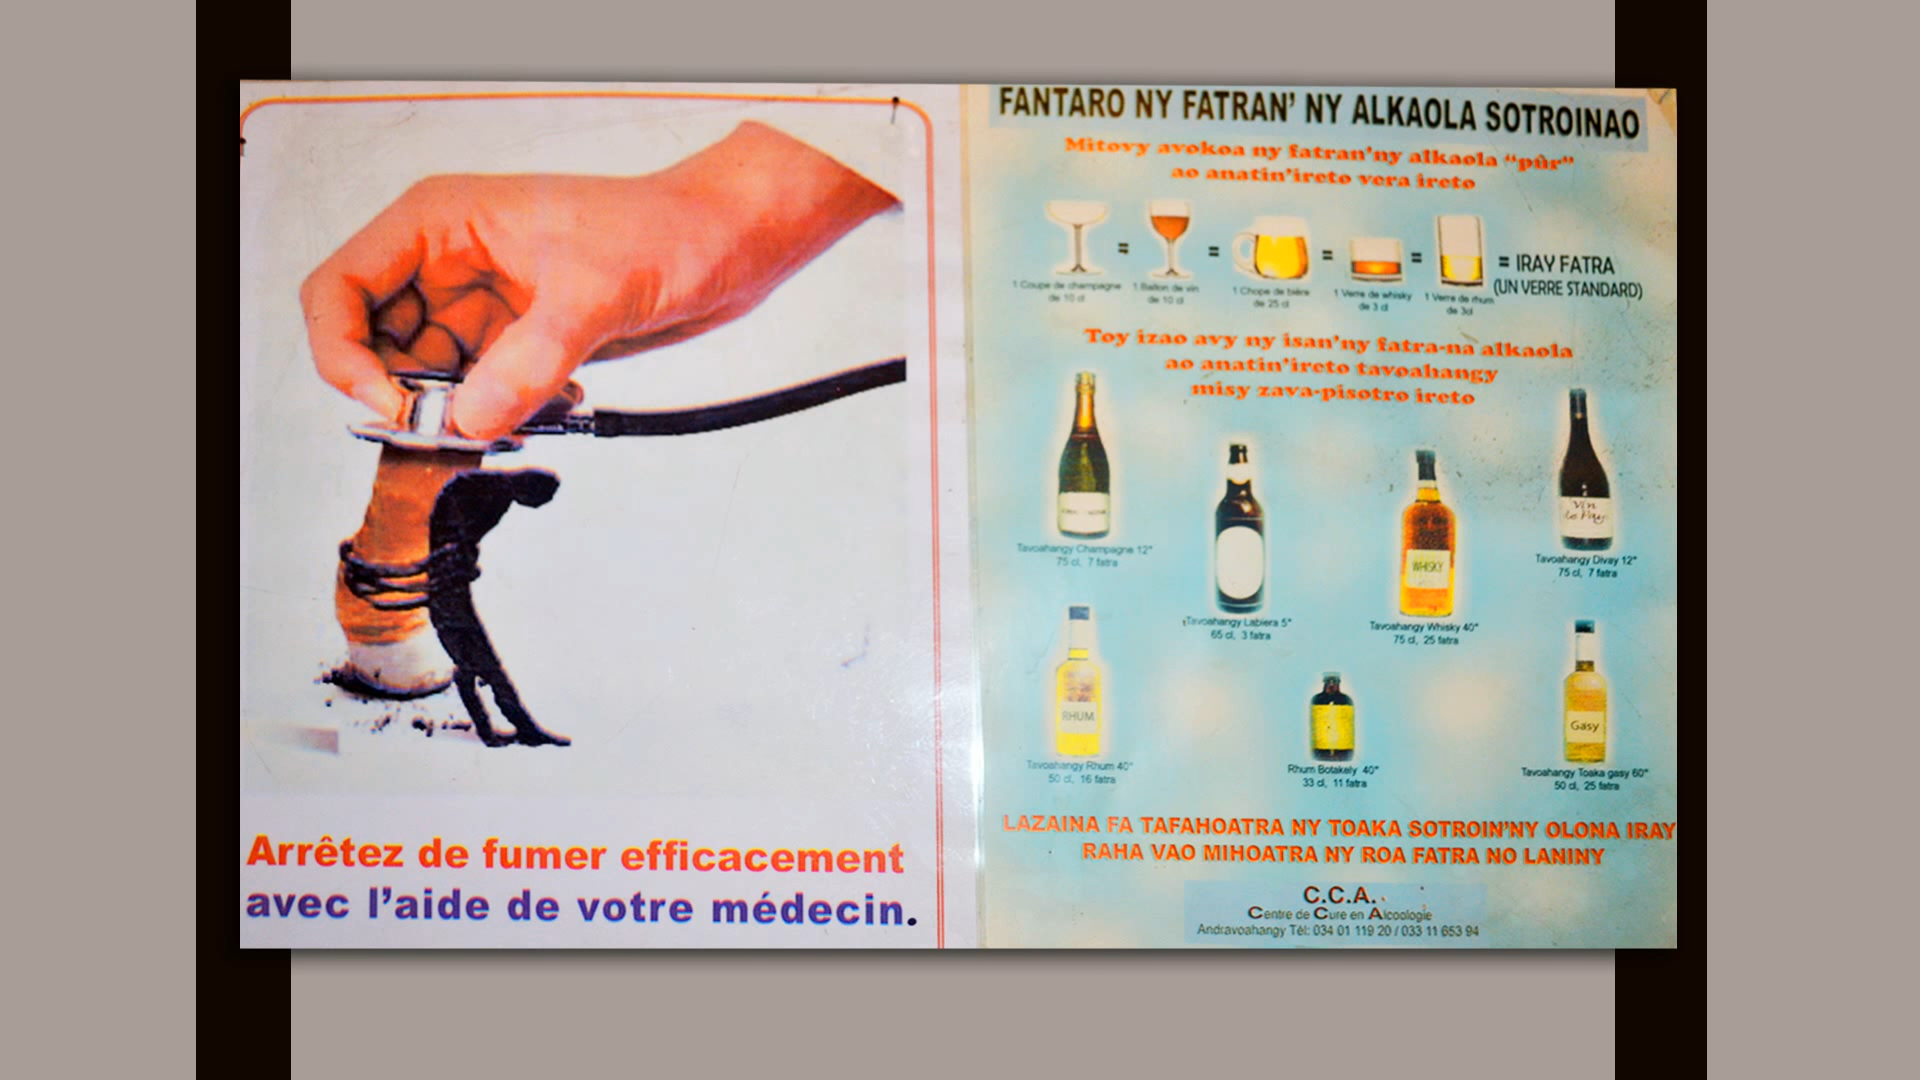 Arrêtez de fumer efficacement
avec l'aide de votre médecin.
FANTARO NY FATRAN' NY ALKAOLA SOTROINAO
Mitovy avokoa ny fatran'ny alkaola "pür"
ao anatin'ireto vera ireto
1 Coupe de champagne
de 10 cl
=
1 Ballon de vin
de 10 cl
=
1 Chope de bière
de 25 cl
=
1 Verre de whisky
de 3 cl
=
1 Verre de rhum
de 3cl
= IRAY FATRA
(UN VERRE STANDARD)
Toy izao avy ny isan'ny fatra-na alkaola
ao anatin'ireto tavoahangy
misy zava-pisotro ireto
Tavoahangy Champagne 12°
75 cl, 7 fatra
Tavoahangy Labiera 5°
65 cl, 3 fatra
WHISKY
Tavoahangy Whisky 40°
75 cl, 25 fatra
Vin
de Pays
Tavoahangy Divay 12°
75 cl, 7 fatra
RHUM
Tavoahangy Rhum 40°
50 cl, 16 fatra
Rhum Botakely 40°
33 cl, 11 fatra
Gasy
Tavoahangy Toaka gasy 60°
50 cl, 25 fatra
LAZAINA FA TAFAHOATRA NY TOAKA SOTROIN'NY OLONA IRAY
RAHA VAO MIHOATRA NY ROA FATRA NO LANINY
C.C.A.
Centre de Cure en Alcoologie
Andravoahangy Tél: 034 01 119 20 / 033 11 653 94